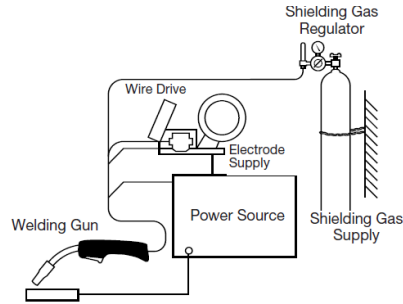 Shielding Gas
Regulator
Wire Drive
Electrode
Supply
Power Source
Shielding Gas
Supply
Welding Gun